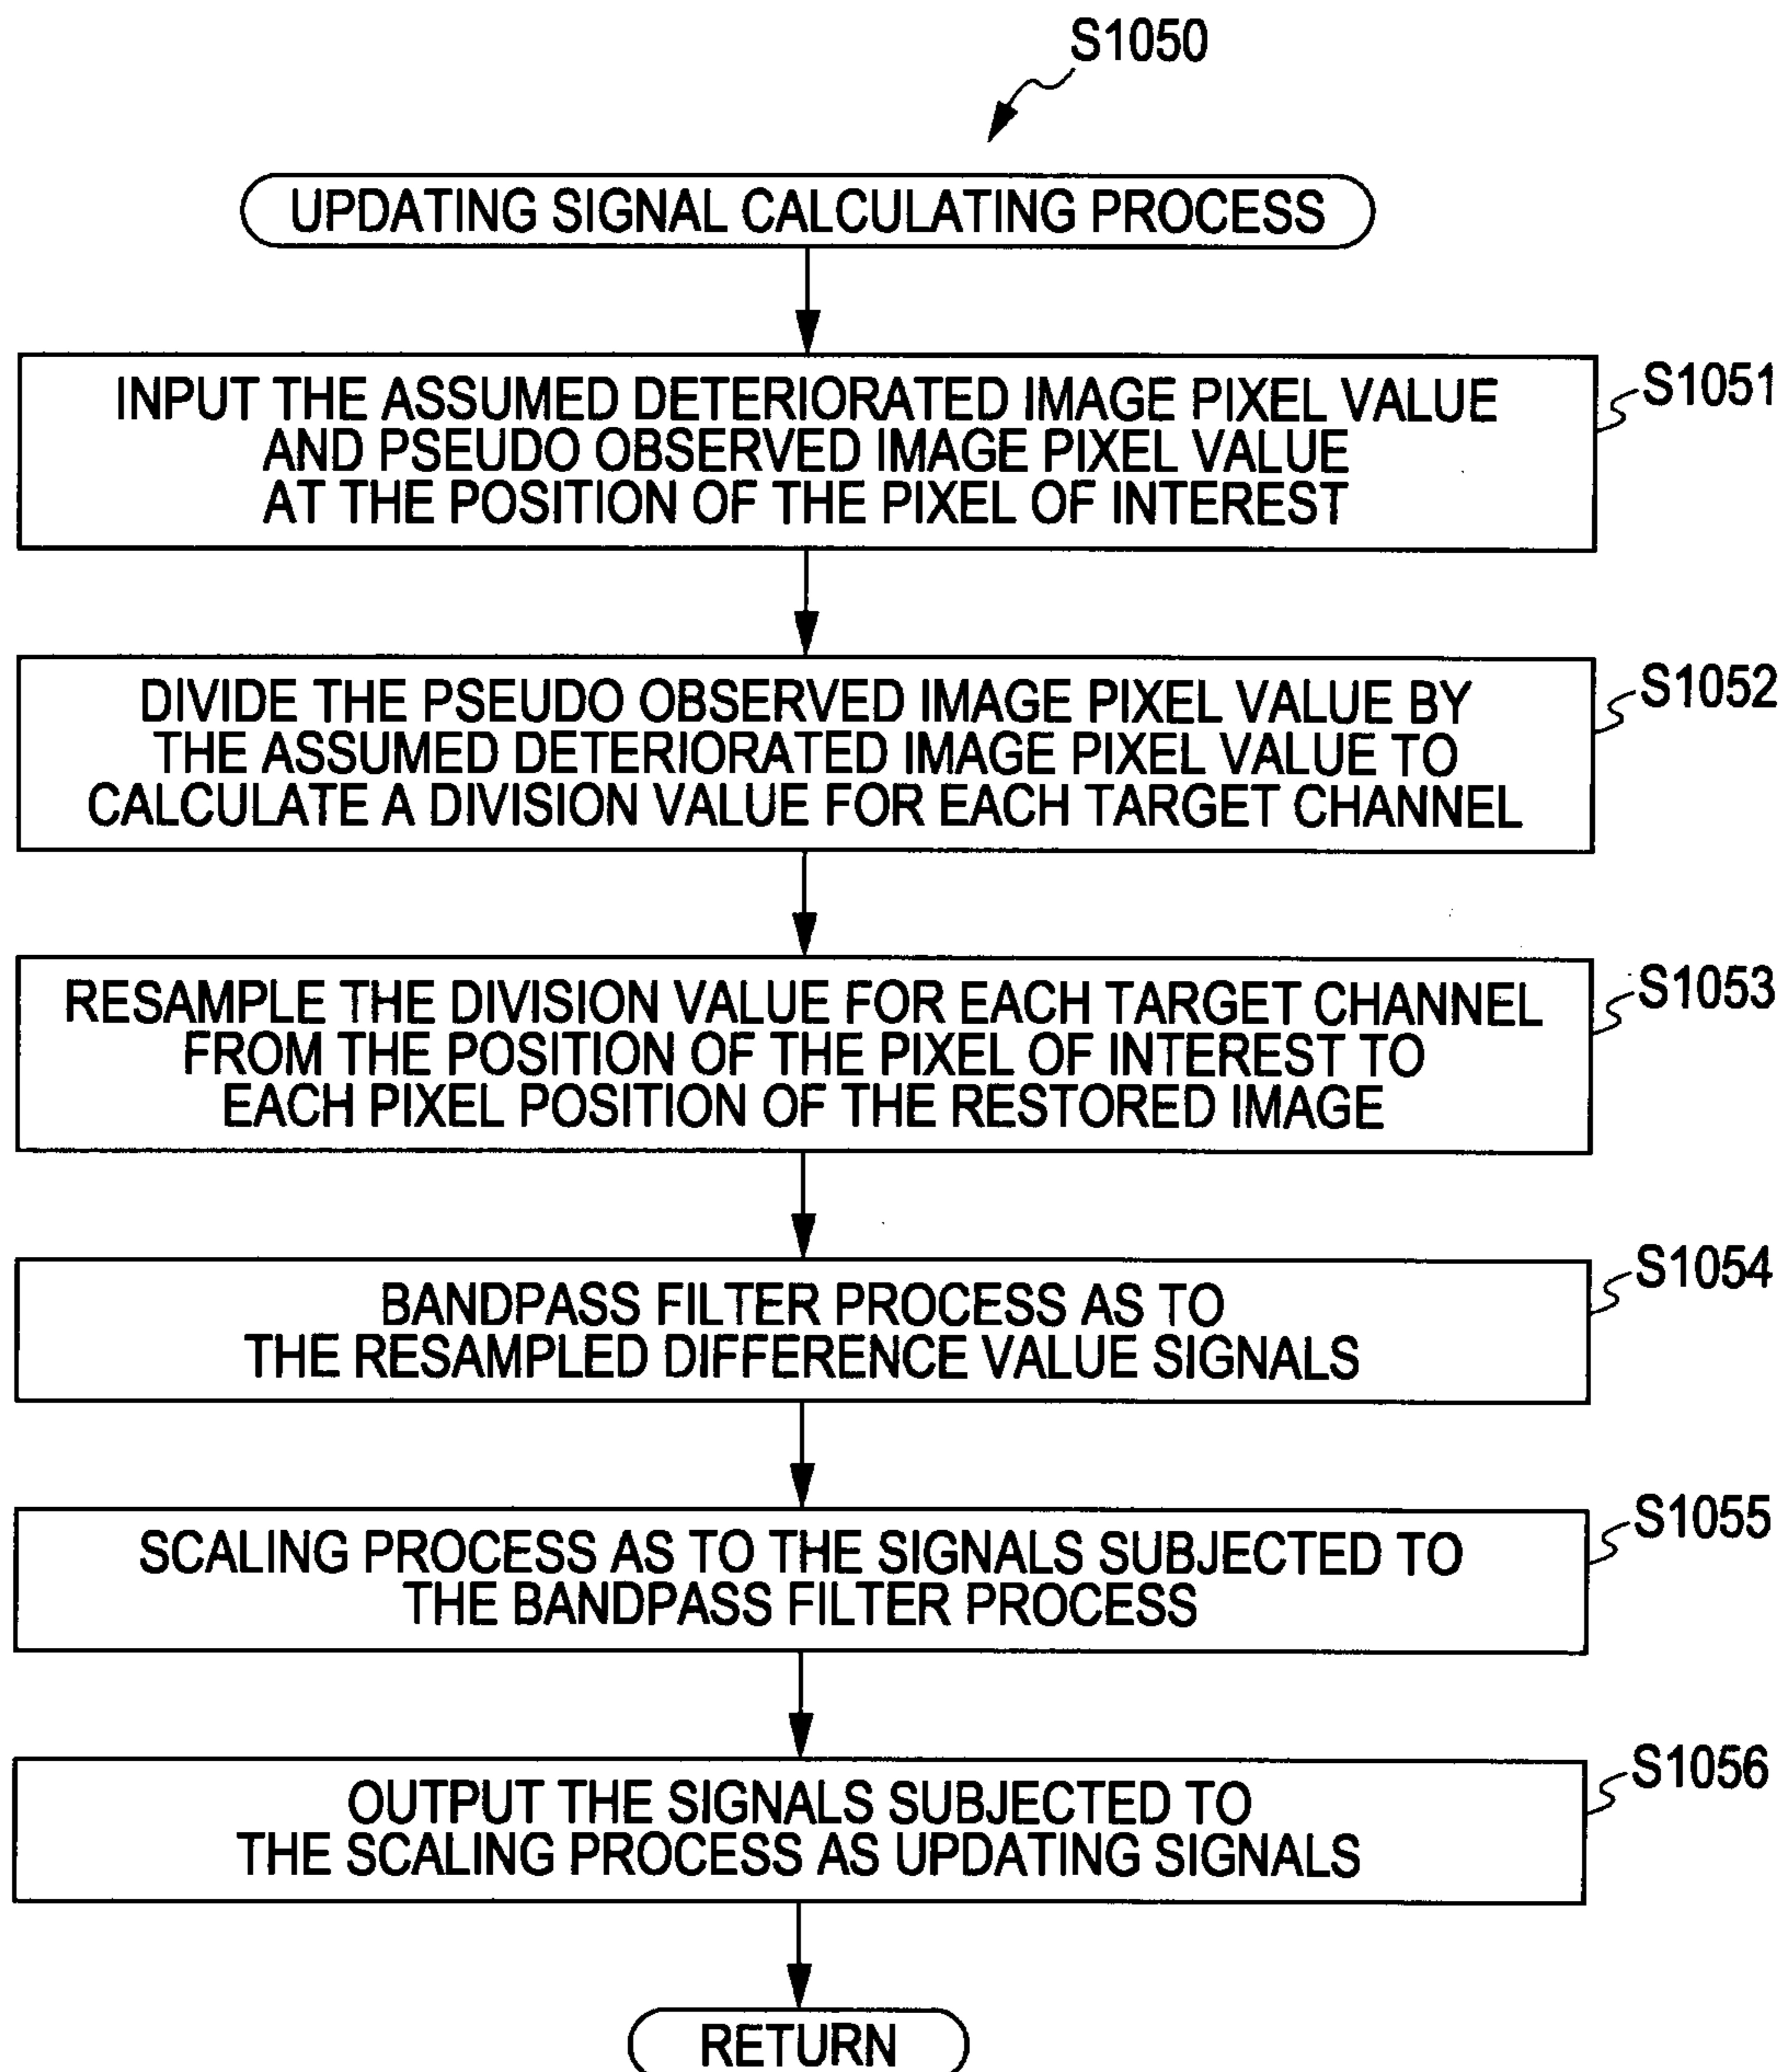 S1050
UPDATING SIGNAL CALCULATING PROCESS
INPUT THE ASSUMED DETERIORATED IMAGE PIXEL VALUE
AND PSEUDO OBSERVED IMAGE PIXEL VALUE
AT THE POSITION OF THE PIXEL OF INTEREST
S1051
DIVIDE THE PSEUDO OBSERVED IMAGE PIXEL VALUE BY
THE ASSUMED DETERIORATED IMAGE PIXEL VALUE TO
CALCULATE A DIVISION VALUE FOR EACH TARGET CHANNEL
S1052
RESAMPLE THE DIVISION VALUE FOR EACH TARGET CHANNEL
FROM THE POSITION OF THE PIXEL OF INTEREST TO
EACH PIXEL POSITION OF THE RESTORED IMAGE
S1053
BANDPASS FILTER PROCESS AS TO
THE RESAMPLED DIFFERENCE VALUE SIGNALS
S1054
SCALING PROCESS AS TO THE SIGNALS SUBJECTED TO
THE BANDPASS FILTER PROCESS
S1055
OUTPUT THE SIGNALS SUBJECTED TO
THE SCALING PROCESS AS UPDATING SIGNALS
S1056
RETURN